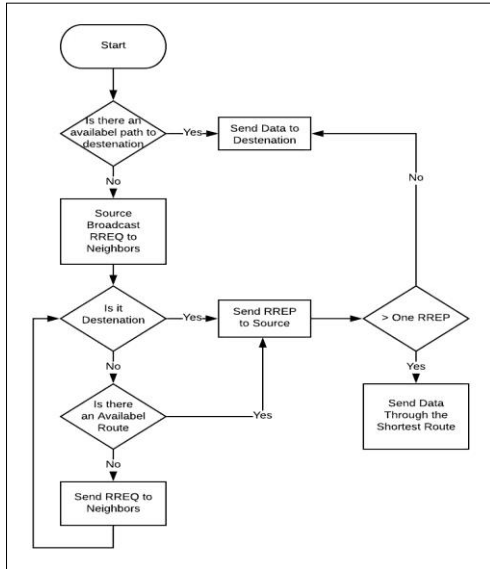 Start
Is there an
availabel path to
destenation
Yes
Send Data to
Destenation
No
No
Source
Broadcast
RREQ to
Neighbors
Is it
Destenation
Yes
Send RREP
to Source
> One RREP
No
Yes
Is there
an Availabel
Route
Yes
Send Data
Through the
Shortest Route
No
Send RREQ to
Neighbors